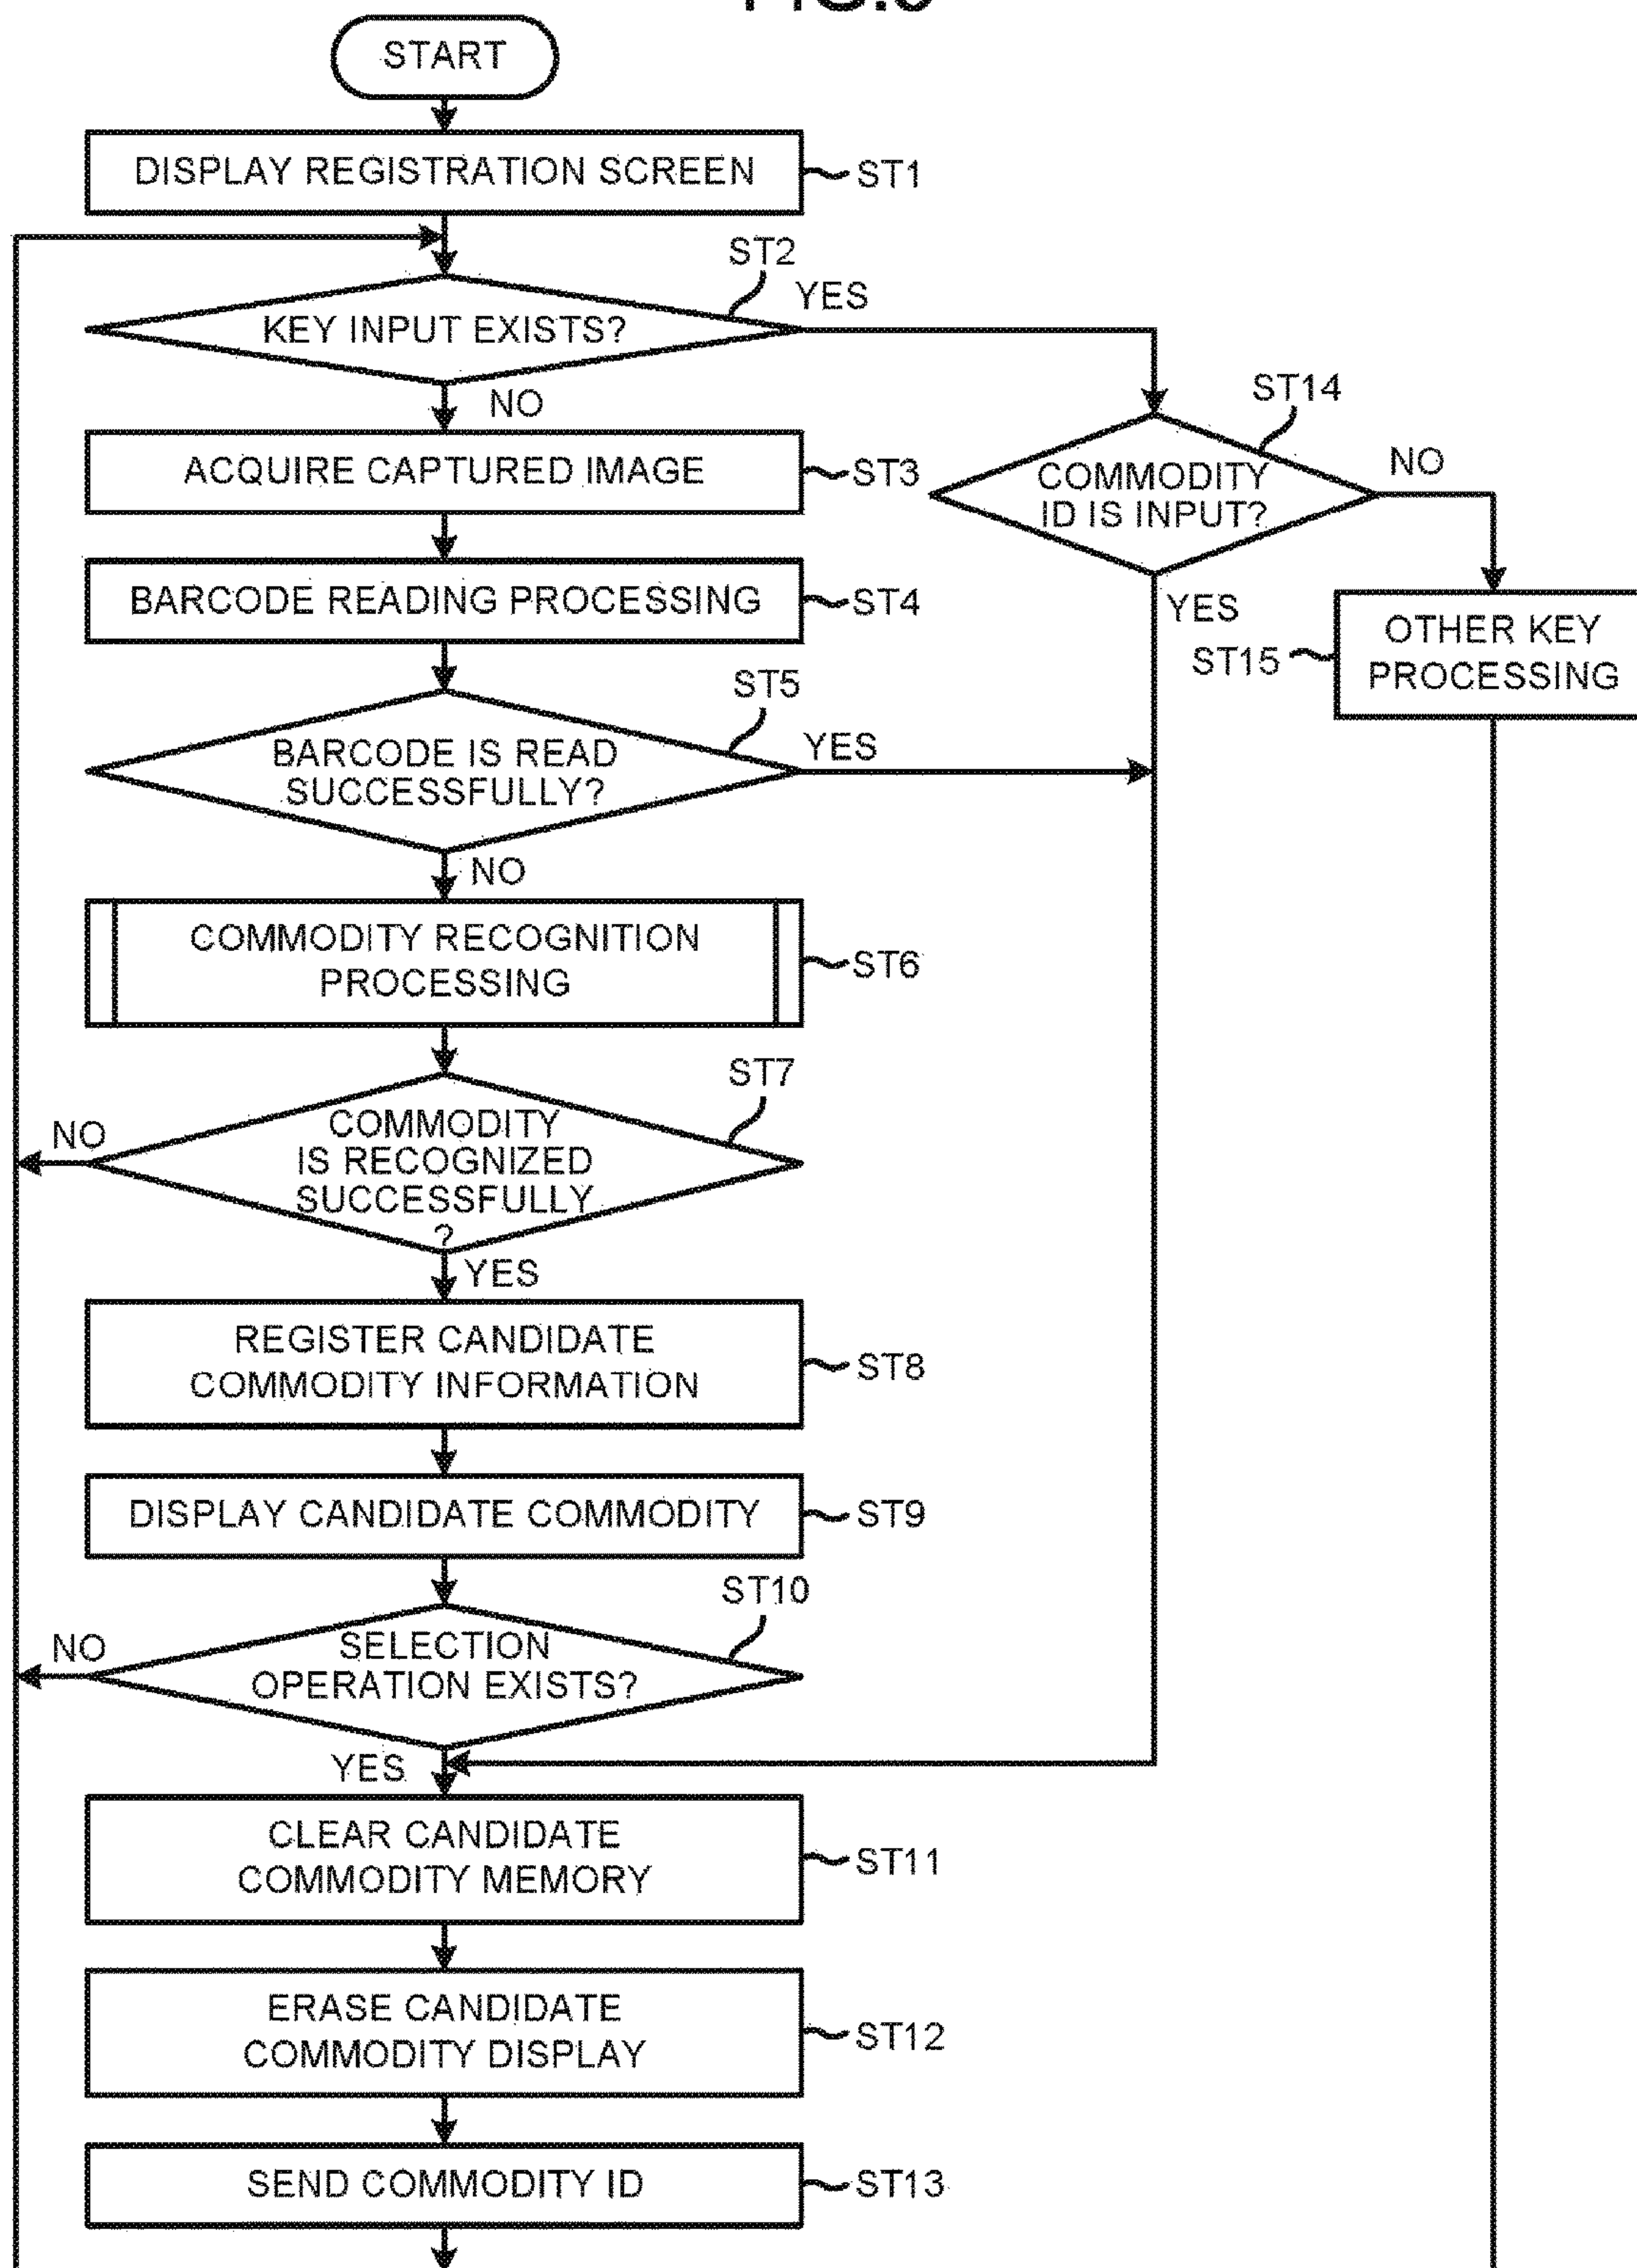 START
DISPLAY REGISTRATION SCREEN
ST1
ST2
KEY INPUT EXISTS?
YES
NO
ST14
COMMODITY
ID IS INPUT?
NO
YES
ACQUIRE CAPTURED IMAGE
ST3
BARCODE READING PROCESSING
ST4
OTHER KEY
PROCESSING
ST15
ST5
BARCODE IS READ
SUCCESSFULLY?
YES
NO
COMMODITY RECOGNITION
PROCESSING
ST6
ST7
COMMODITY
IS RECOGNIZED
SUCCESSFULLY
?
NO
YES
REGISTER CANDIDATE
COMMODITY INFORMATION
ST8
DISPLAY CANDIDATE COMMODITY
ST9
ST10
SELECTION
OPERATION EXISTS?
NO
YES
CLEAR CANDIDATE
COMMODITY MEMORY
ST11
ERASE CANDIDATE
COMMODITY DISPLAY
ST12
SEND COMMODITY ID
ST13